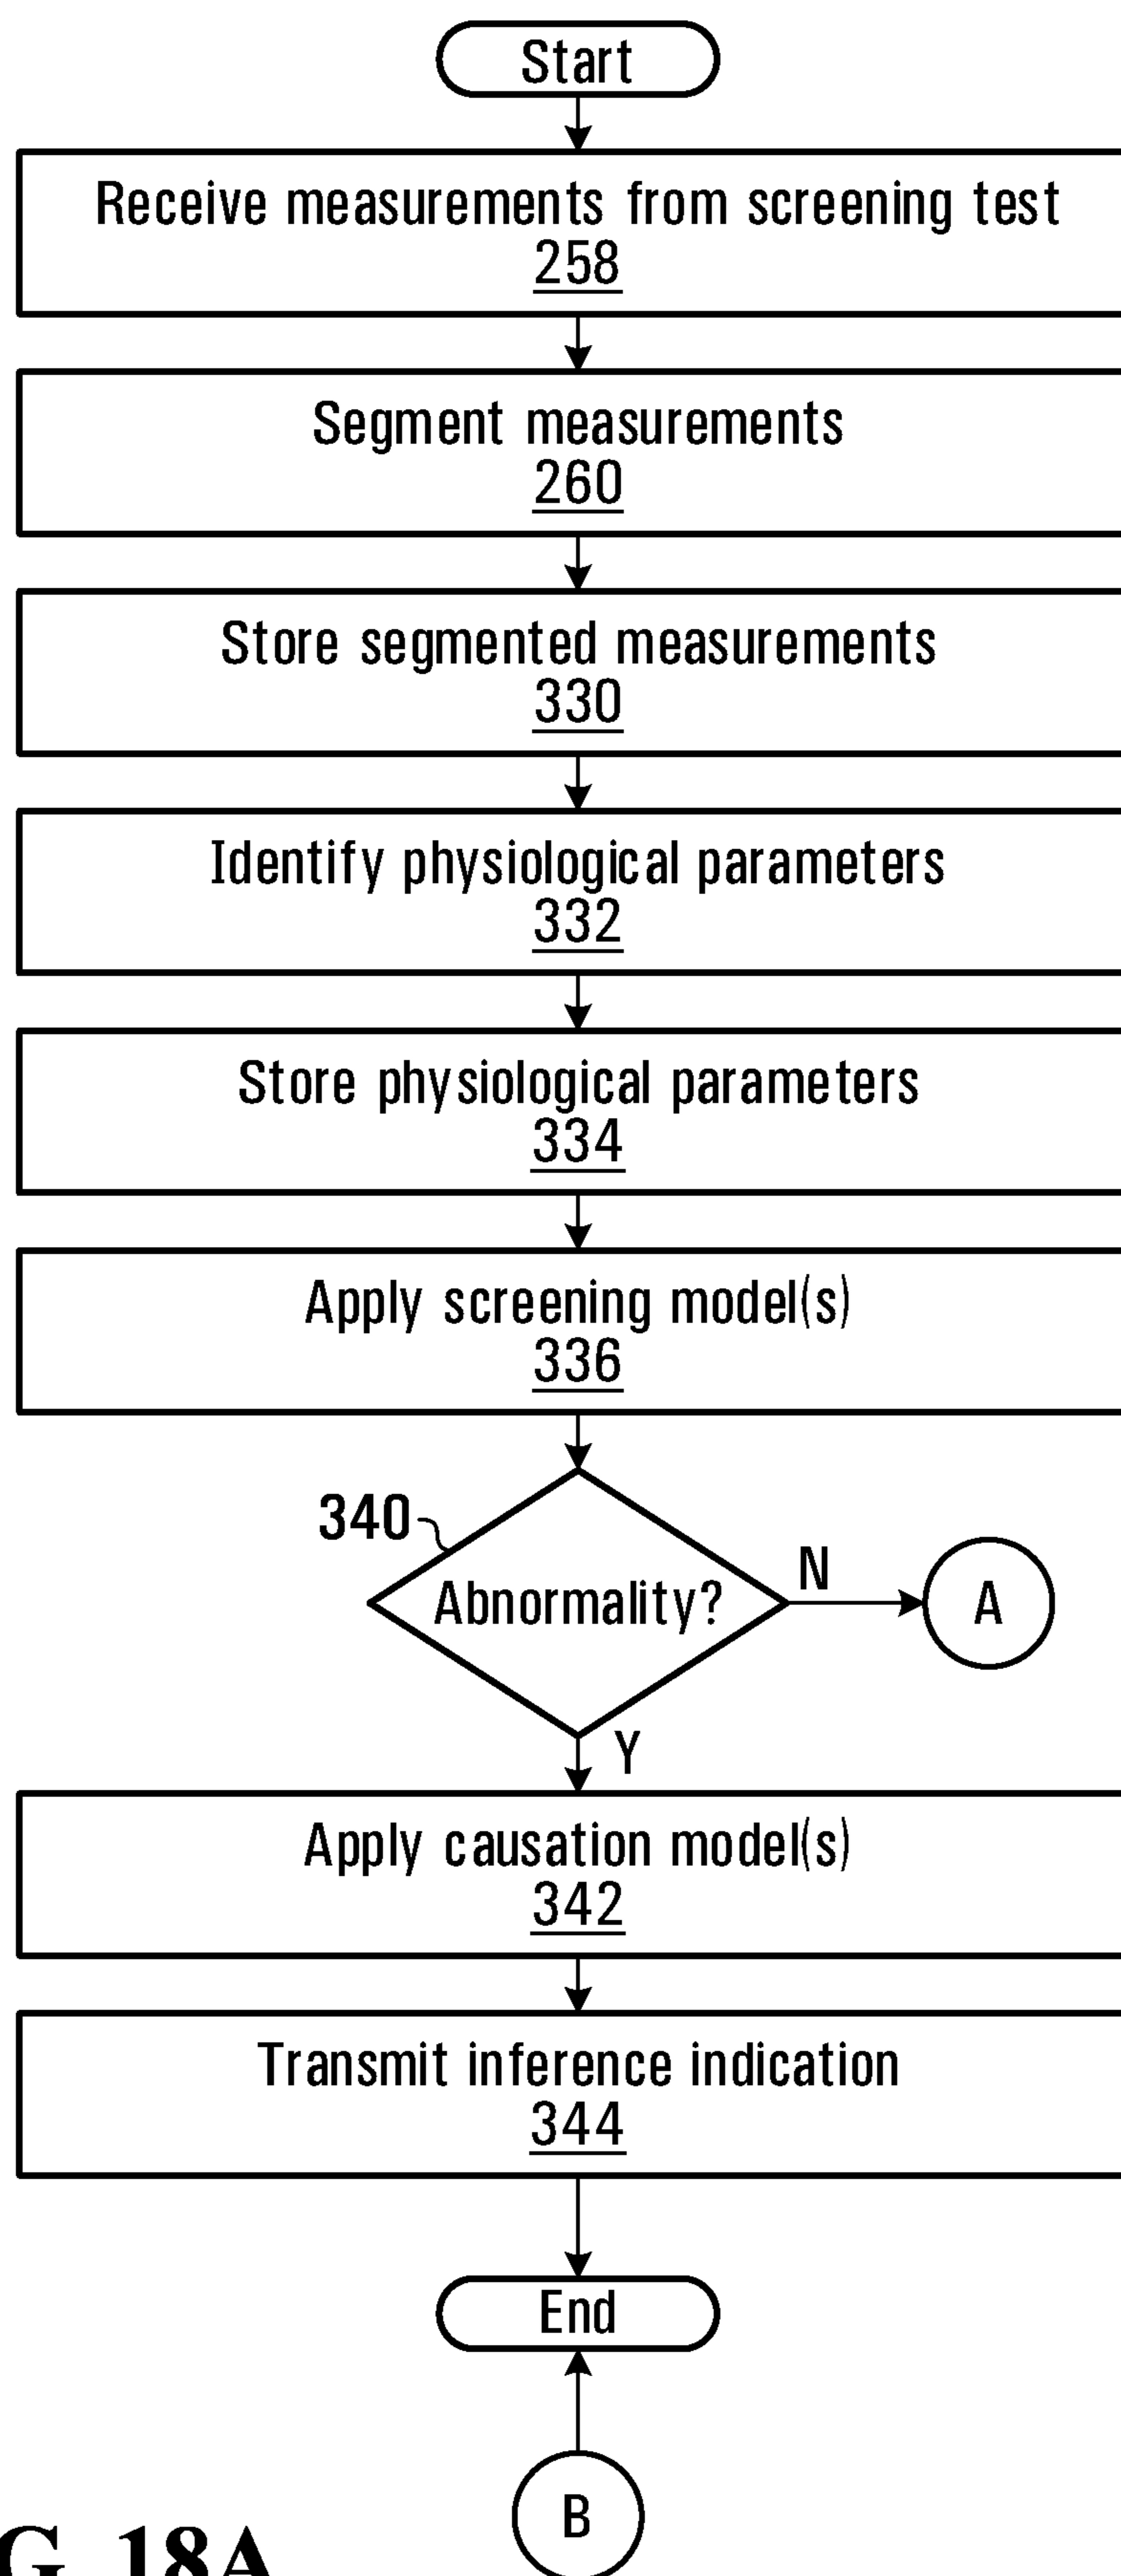 Start
Receive measurements from screening test
258
Segment measurements
260
Store segmented measurements
330
Identify physiological parameters
332
Store physiological parameters
334
Apply screening model(s)
336
340
Abnormality?
N
A
Y
Apply causation model(s)
342
Transmit inference indication
344
End
B
G. 18A